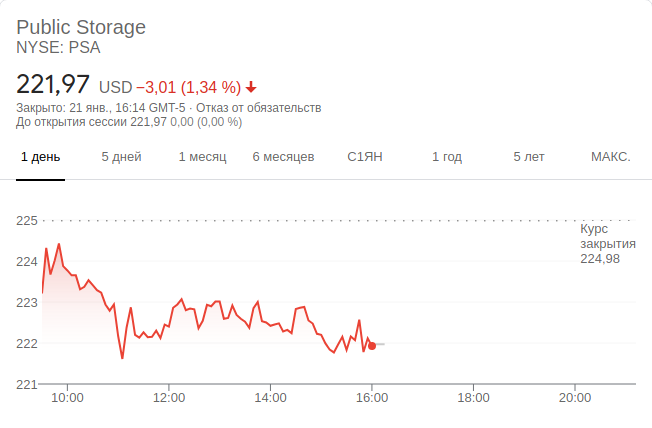 Public Storage
NYSE: PSA
221,97 USD −3,01 (1,34 %)
Закрыто: 21 янв., 16:14 GMT-5 · Отказ от обязательств
До открытия сессии 221,97 0,00 (0,00 %)
1 день 5 дней 1 месяц 6 месяцев С1ЯН 1 год 5 лет МАКС.
225
Курс
закрытия
224,98
224
223
222
221
10:00 12:00 14:00 16:00 18:00 20:00